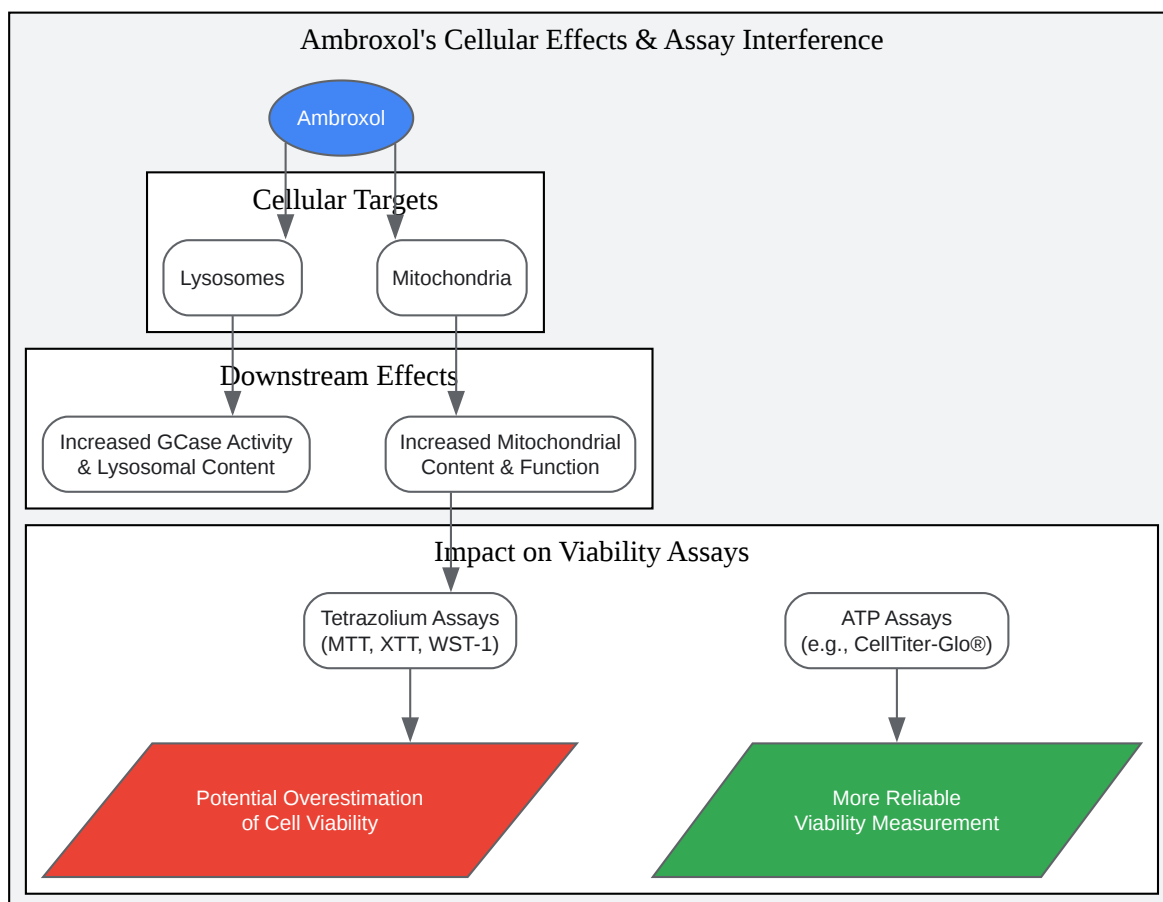 Ambroxol's Cellular Effects & Assay Interference
Ambroxol
Cellular Targets
Lysosomes
Mitochondria
Downstream Effects
Increased GCase Activity
& Lysosomal Content
Increased Mitochondrial
Content & Function
Impact on Viability Assays
Tetrazolium Assays
(MTT, XTT, WST-1)
ATP Assays
(e.g., CellTiter-Glo®)
Potential Overestimation
of Cell Viability
More Reliable
Viability Measurement